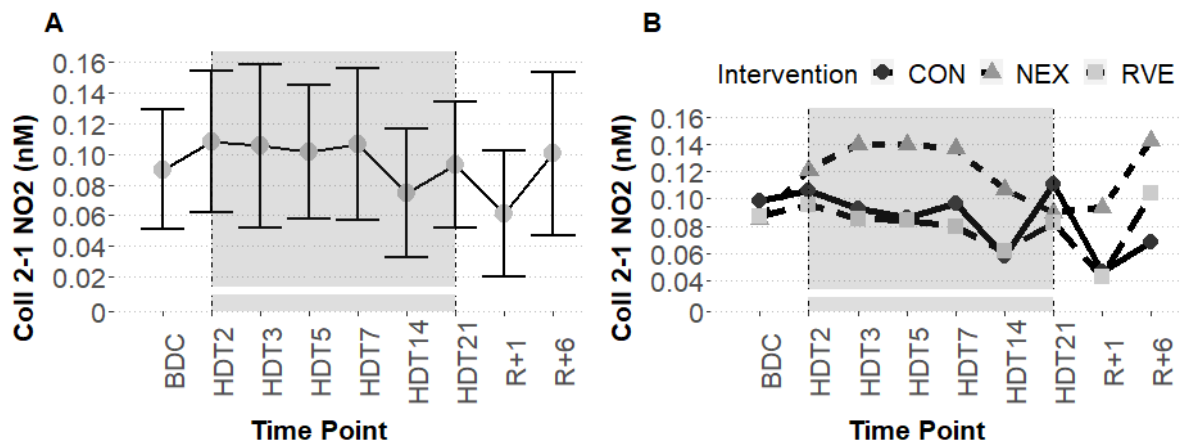 A
Coll 2-1 NO2 (nM)
0.16
0.14
0.12
0.10
0.08
0.06
0.04
0.02
0
BDC
HDT2
HDT3
HDT5
HDT7
HDT14
HDT21
R+1
R+6
Time Point
B
Intervention CON NEX RVE
Coll 2-1 NO2 (nM)
0.16
0.14
0.12
0.10
0.08
0.06
0.04
0
BDC
HDT2
HDT3
HDT5
HDT7
HDT14
HDT21
R+1
R+6
Time Point